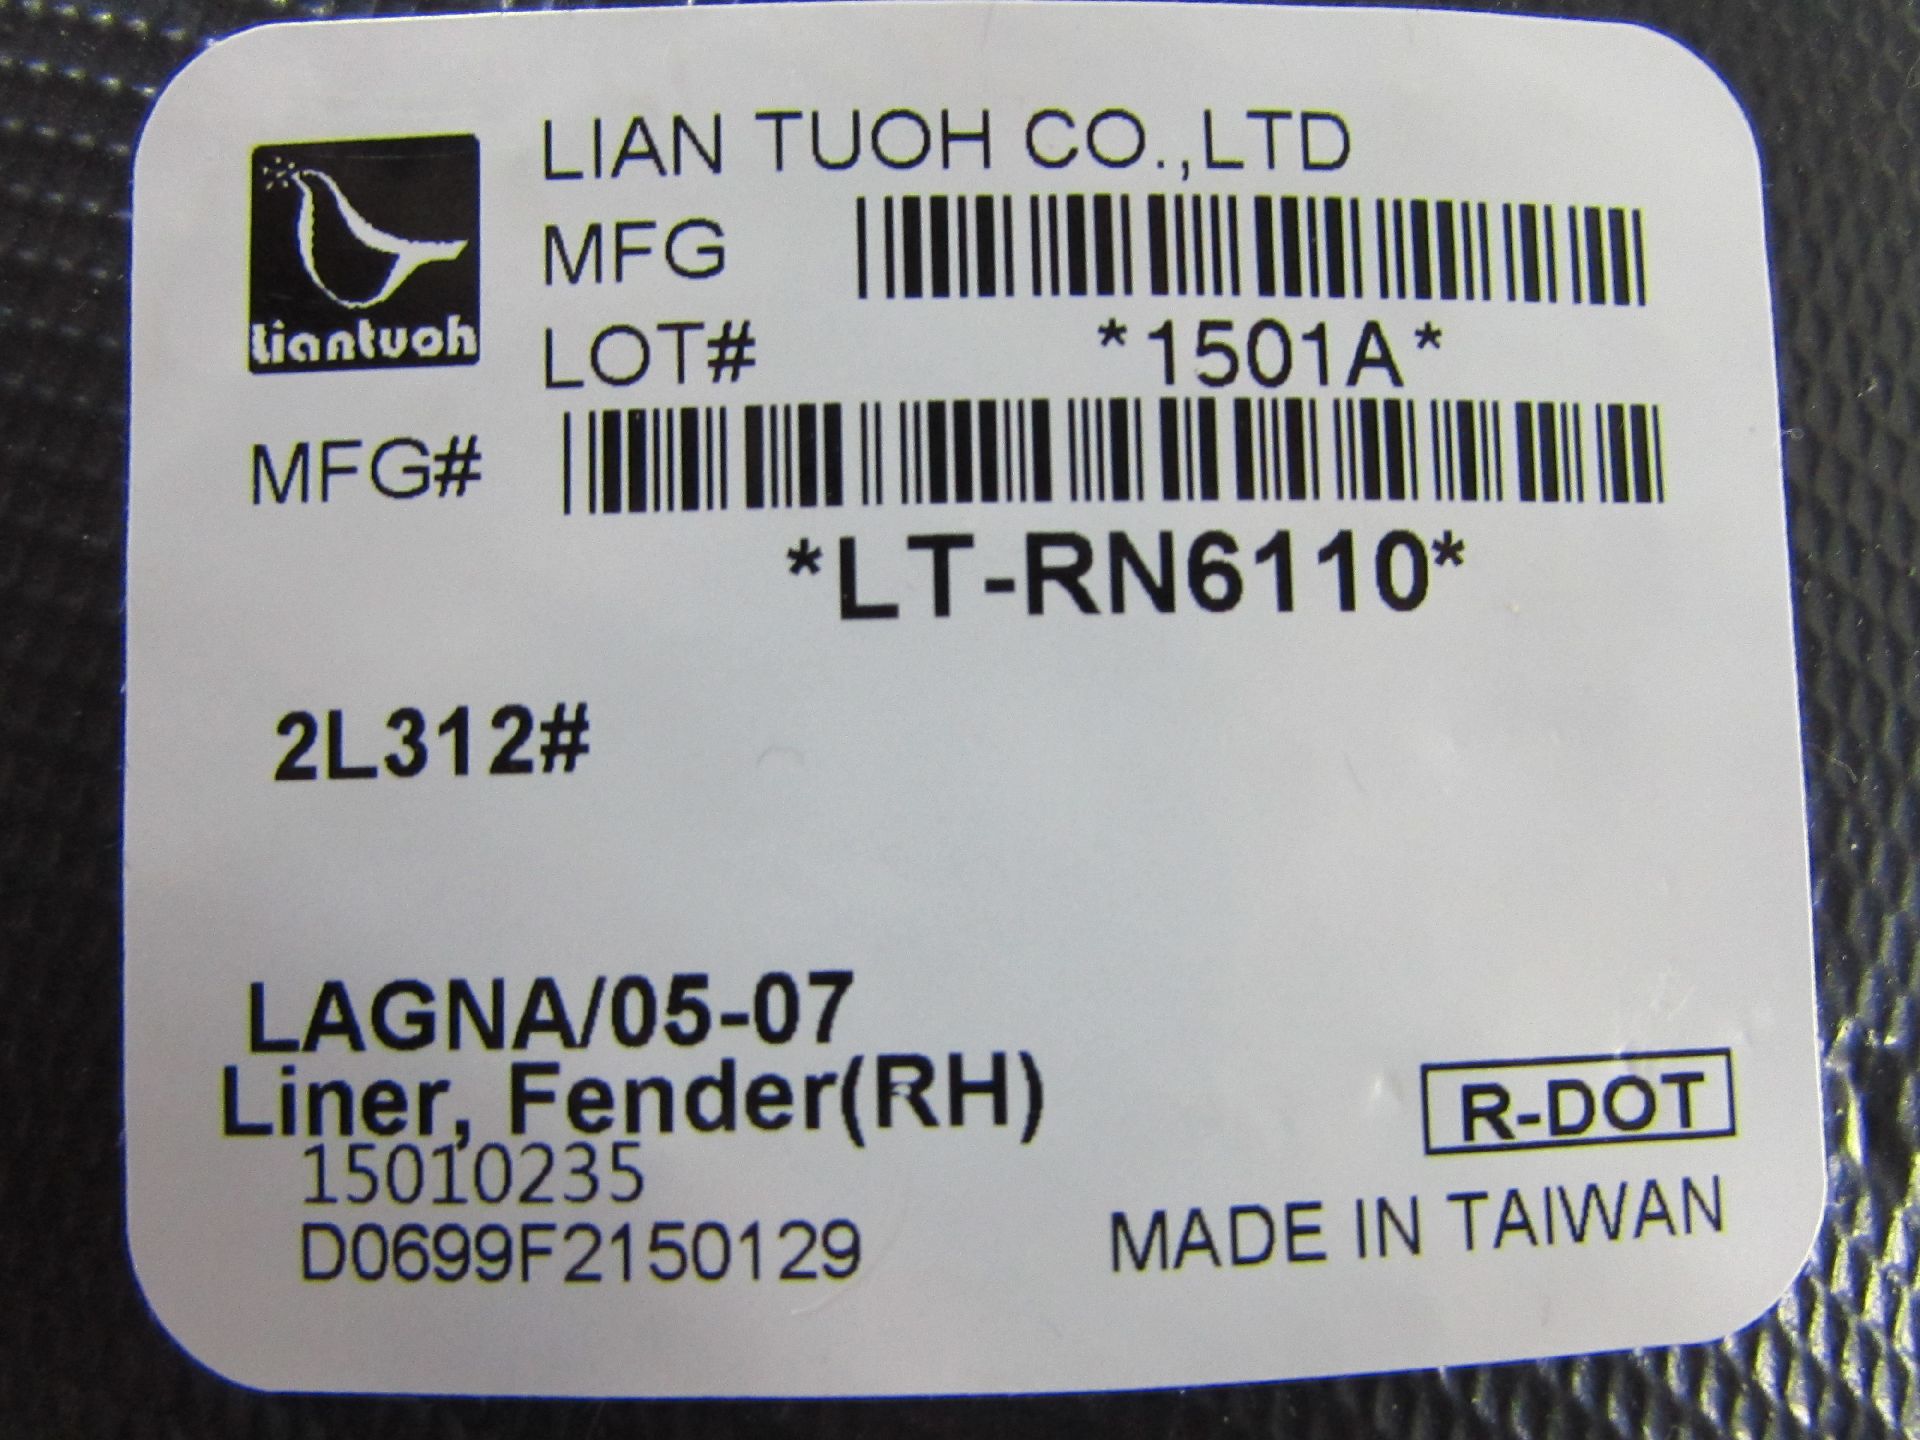 LIAN TUOH CO.,LTD
liantuoh
MFG
LOT#
*1501A*
MFG#
*LT-RN6110*
2L312#
LAGNA/05-07
Liner, Fender(RH)
15010235
D0699F2150129
R-DOT
MADE IN TAIWAN